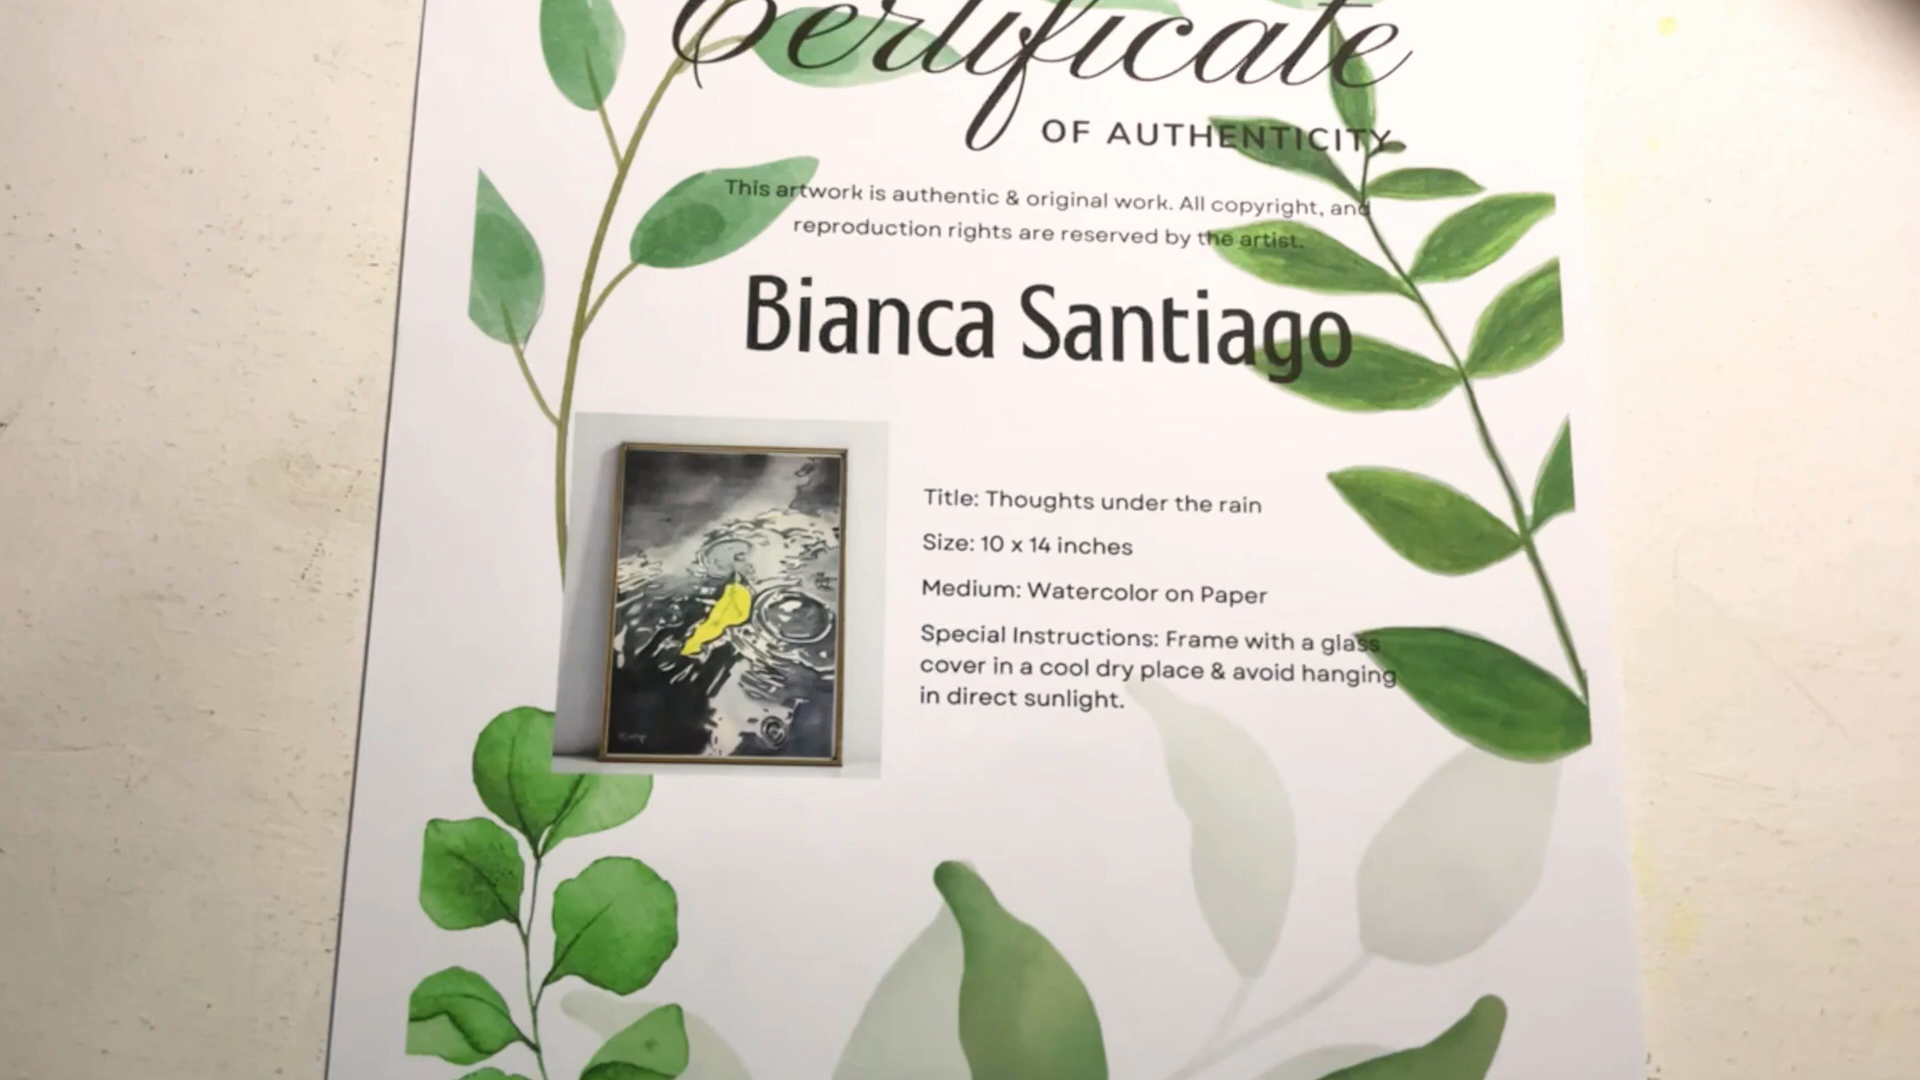 Certificate
OF AUTHENTICITY
This artwork is authentic & original work. All copyright, and
reproduction rights are reserved by the artist.
Bianca Santiago
Title: Thoughts under the rain
Size: 10 x 14 inches
Medium: Watercolor on Paper
Special Instructions: Frame with a glass
cover in a cool dry place & avoid hanging
in direct sunlight.